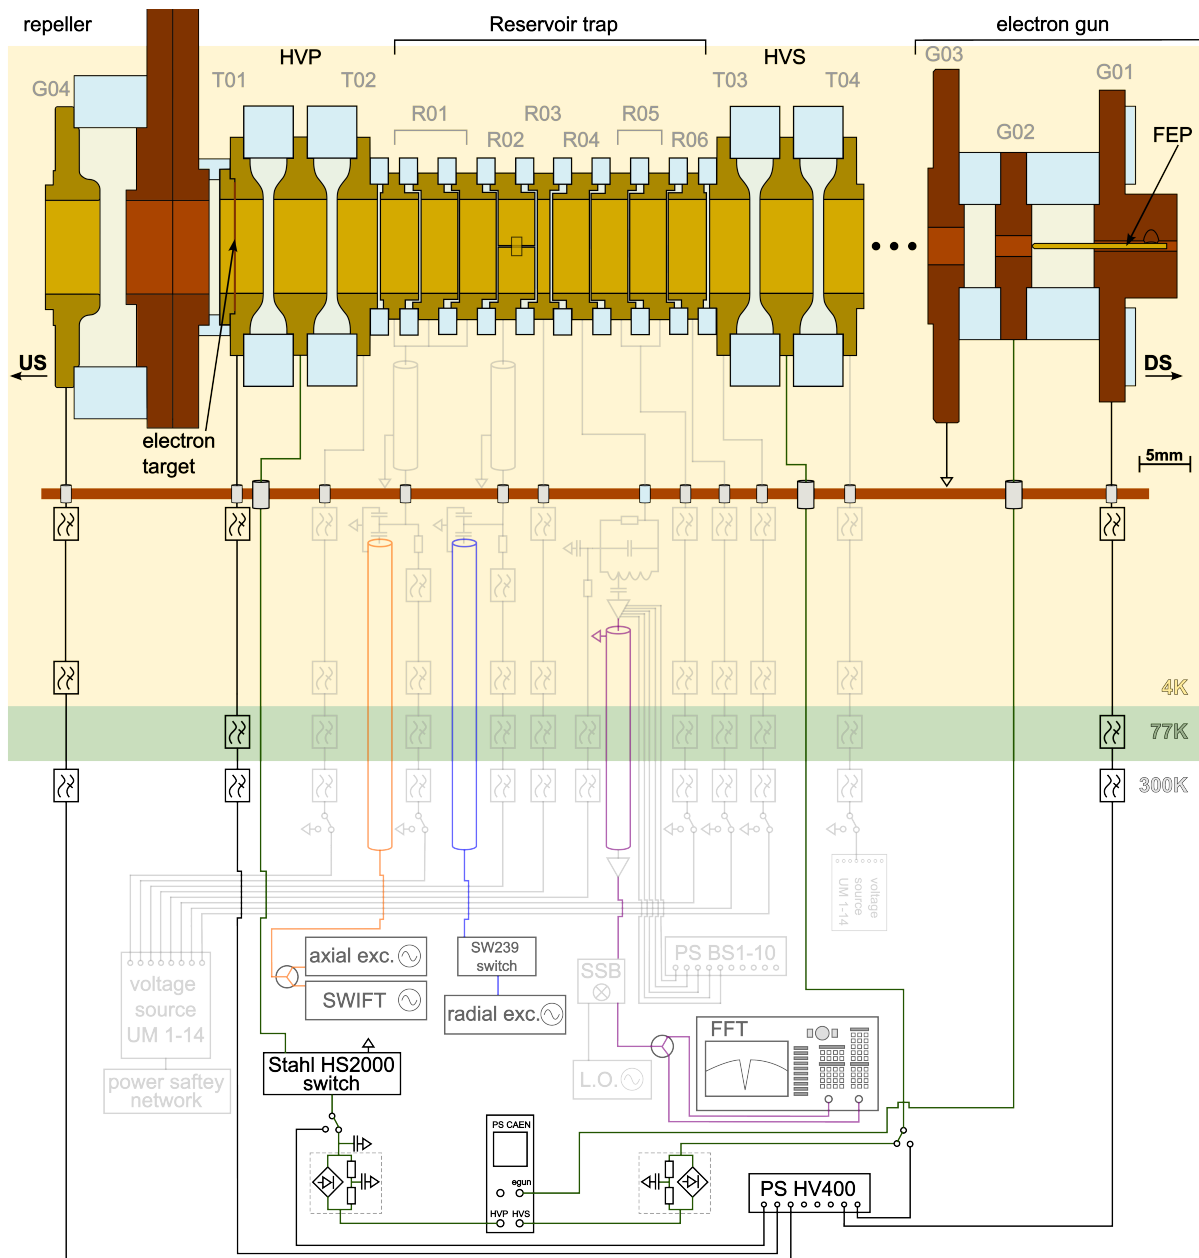 repeller
Reservoir trap
electron gun
HVP
HVS
G03
G01
G04
T01
T02
R01
R02
R03
R04
R05
R06
T03
T04
G02
FEP
US
DS
electron
target
5mm
4K
77K
300K
voltage
source
UM 1-14
axial exc.
SWIFT
SW239
switch
radial exc.
SSB
PS BS1-10
voltage
source
UM 1-14
FFT
L.O.
power saftey
network
Stahl HS2000
switch
PS CAEN
egun
HVP HVS
PS HV400